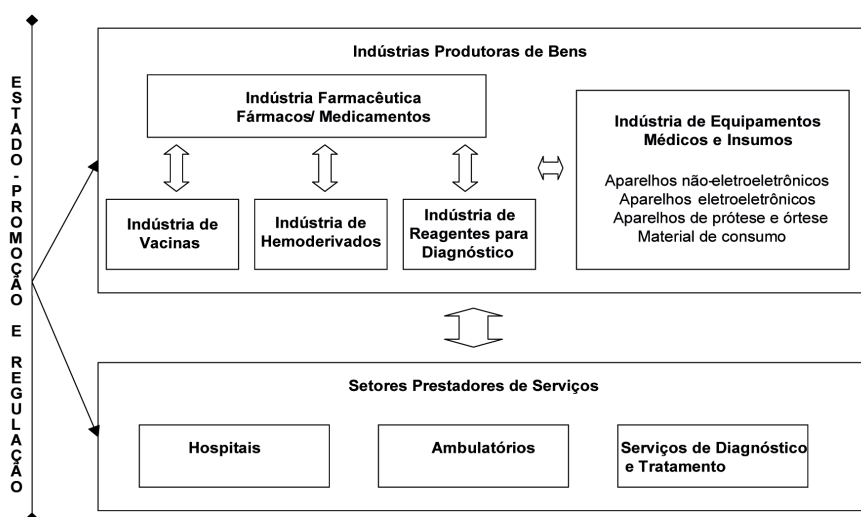 ESTADO - PROMOÇÃO E REGULAÇÃO
Indústrias Produtoras de Bens
Indústria Farmacêutica
Fármacos/ Medicamentos
Indústria de
Vacinas
Indústria de
Hemoderivados
Indústria de
Reagentes para
Diagnóstico
Indústria de Equipamentos
Médicos e Insumos
Aparelhos não-eletroeletrônicos
Aparelhos eletroeletrônicos
Aparelhos de prótese e órtese
Material de consumo
Setores Prestadores de Serviços
Hospitais
Ambulatórios
Serviços de Diagnóstico
e Tratamento